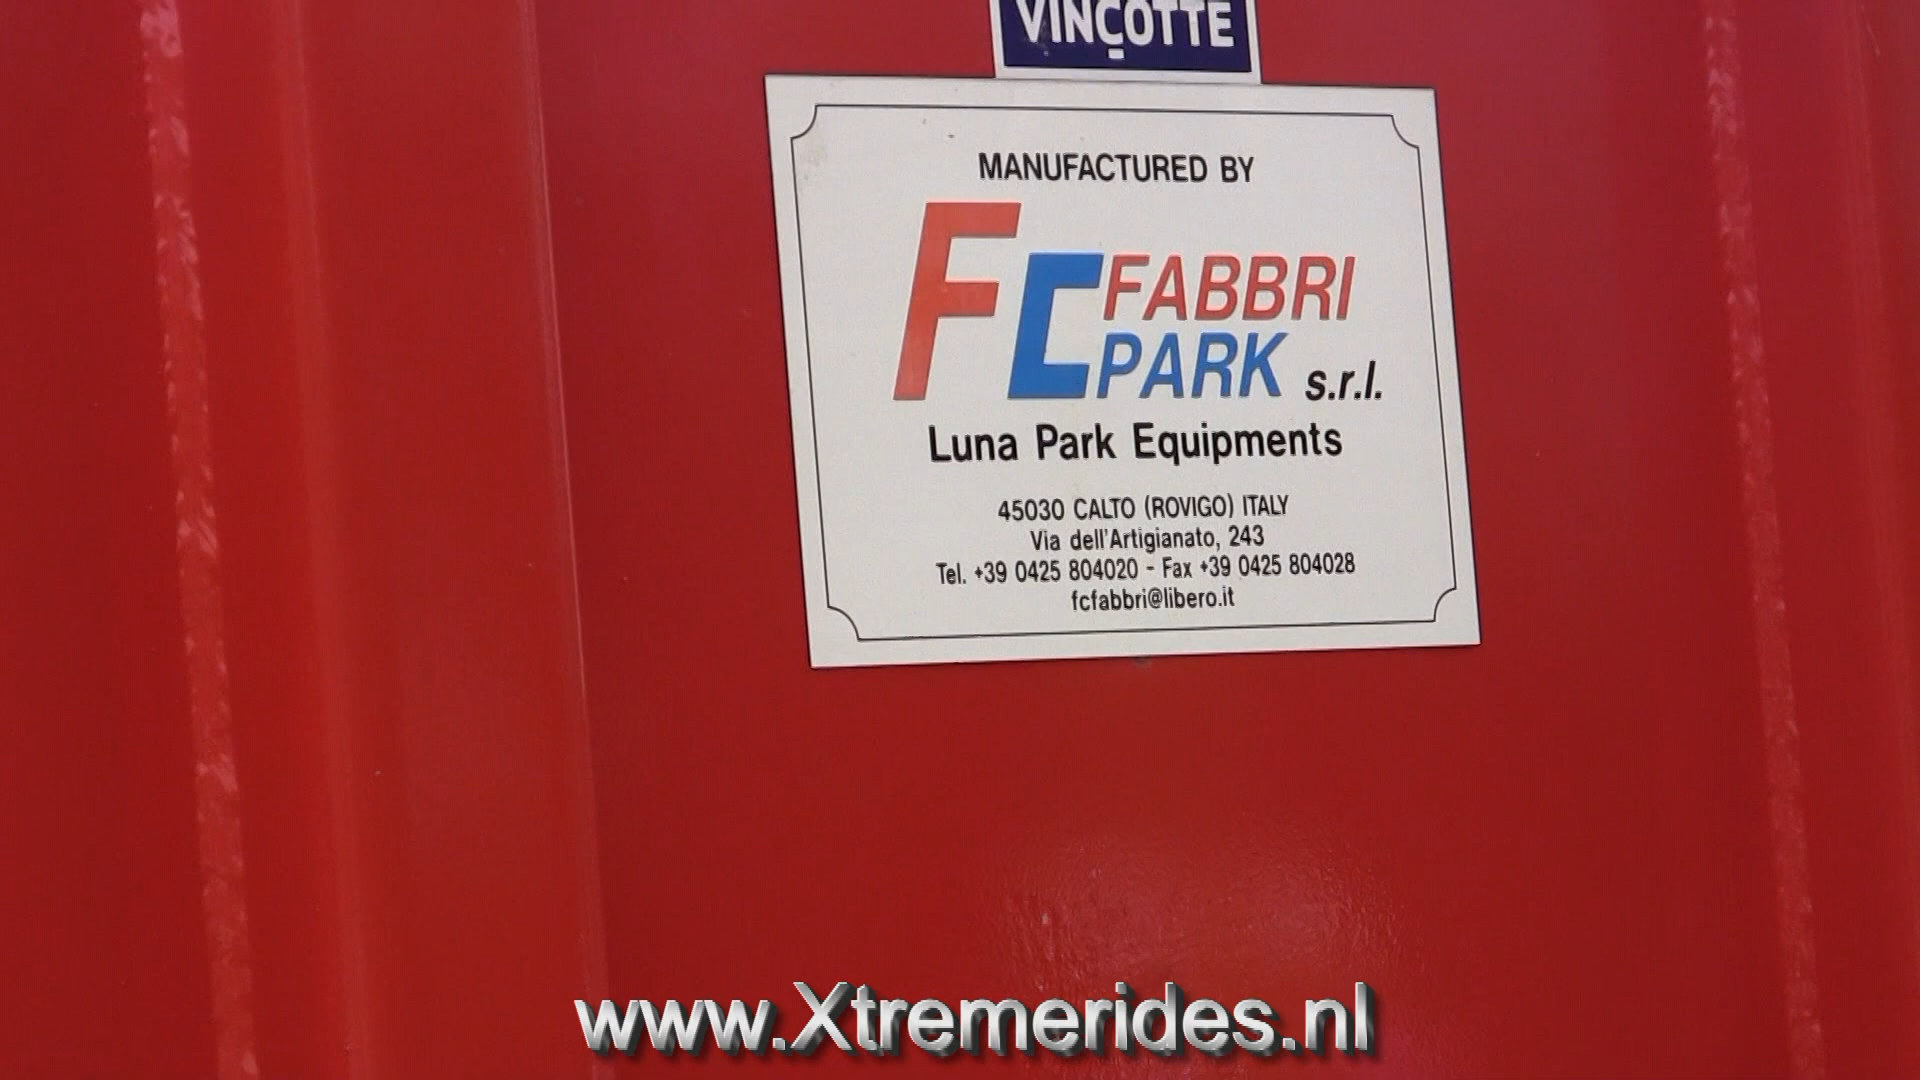 VINÇOTTE
MANUFACTURED BY
FC FABBRI
PARK s.r.l.
Luna Park Equipments
45030 CALTO (ROVIGO) ITALY
Via dell'Artigianato, 243
Tel. +39 0425 804020 - Fax +39 0425 804028
fcfabbri@libero.it
www.Xtremerides.nl